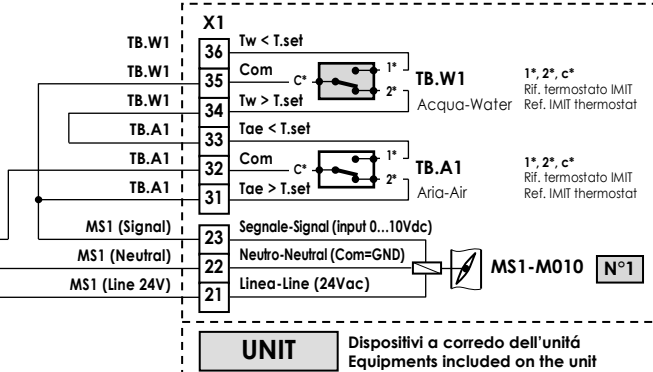 X1
TB.W1 36 Tw < T.set
TB.W1 35 Com C* 1* 2* TB.W1 1*, 2*, c*
Acqua-Water Rif. termostato IMIT
Ref. IMIT thermostat
TB.W1 34 Tw > T.set
TB.A1 33 Tae < T.set
TB.A1 32 Com C* 1* 2* TB.A1 1*, 2*, c*
Aria-Air Rif. termostato IMIT
Ref. IMIT thermostat
TB.A1 31 Tae > T.set
MS1 (Signal) 23 Segnale-Signal (input 0...10Vdc)
MS1 (Neutral) 22 Neutro-Neutral (Com=GND) MS1-M010 N°1
MS1 (Line 24V) 21 Linea-Line (24Vac)
UNIT Dispositivi a corredo dell'unitá
Equipments included on the unit